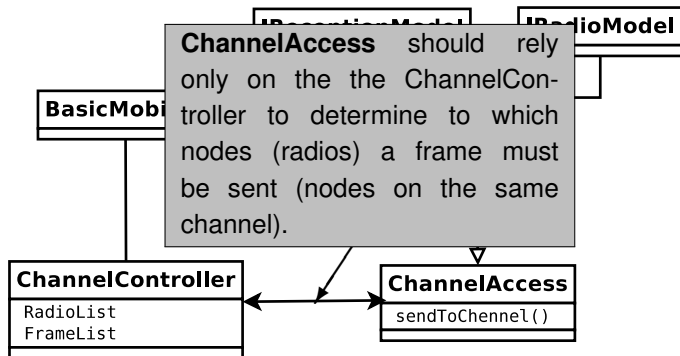 IRadioModel
ChannelAccess should rely
only on the the ChannelCon-
troller to determine to which
nodes (radios) a frame must
be sent (nodes on the same
channel).
ChannelController
RadioList
FrameList
ChannelAccess
sendToChennel()